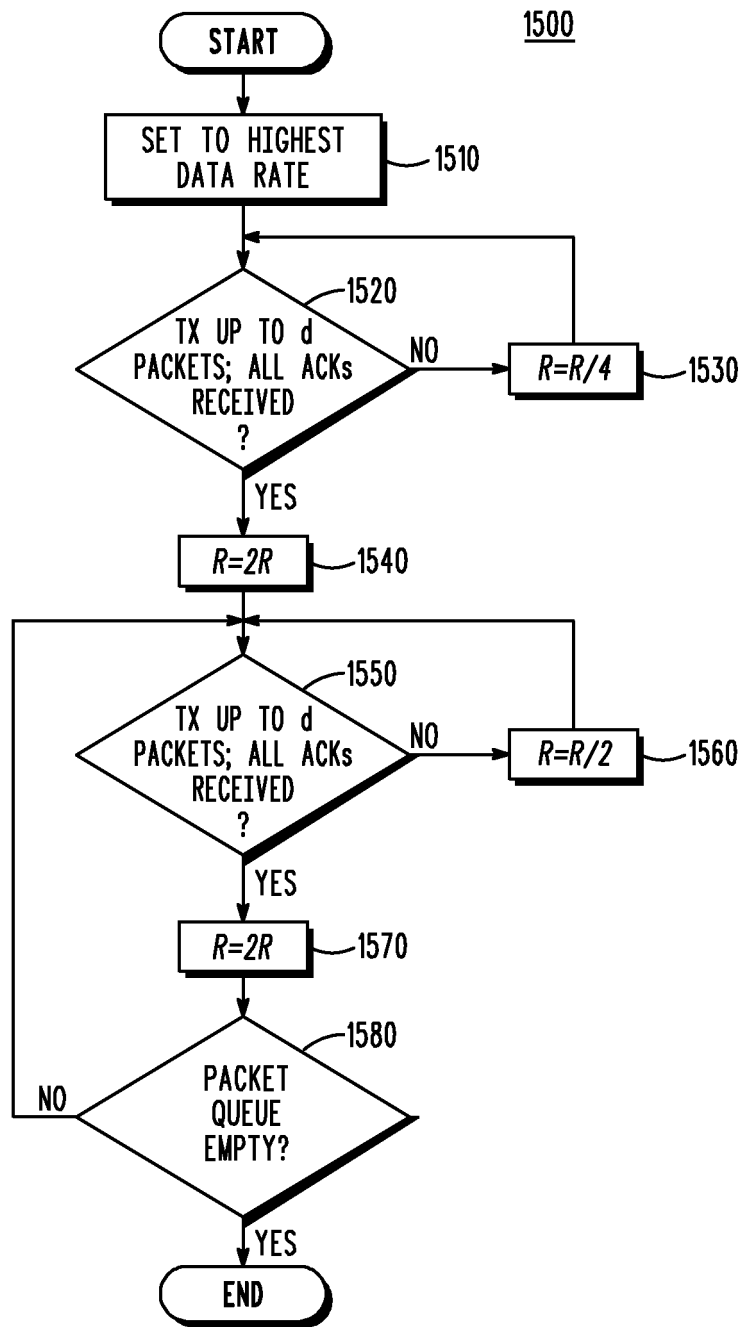 1500
START
SET TO HIGHEST
DATA RATE
1510
1520
TX UP TO d
PACKETS; ALL ACKs
RECEIVED
?
NO
R=R/4
1530
YES
R=2R
1540
1550
TX UP TO d
PACKETS; ALL ACKs
RECEIVED
?
NO
R=R/2
1560
YES
R=2R
1570
1580
PACKET
QUEUE
EMPTY?
NO
YES
END